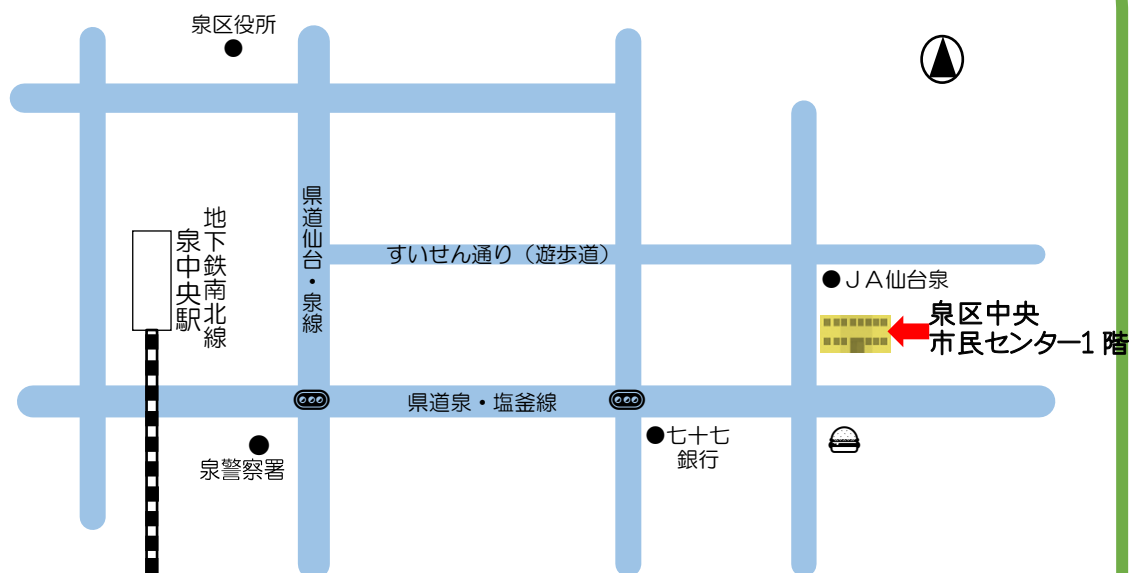 泉区役所
県道仙台・泉線
地下鉄南北線
泉中央駅
すいせん通り（遊歩道）
ＪＡ仙台泉
泉区中央
市民センター1階
県道泉・塩釜線
七十七
銀行
泉警察署